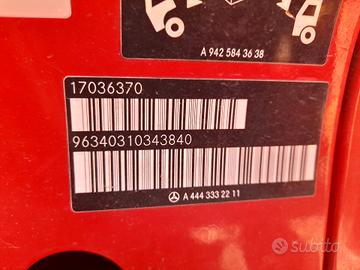 A 942 584 36 38
17036370
96340310343840
A 444 333 22 11
subito